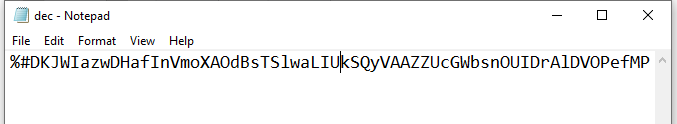 dec - Notepad
File Edit Format View Help
%#DKJWIazwDHafInVmoXAOdBsTSlwaLIUkSQyVAAZZUcGWbsnOUIDrAlDVOPefMP